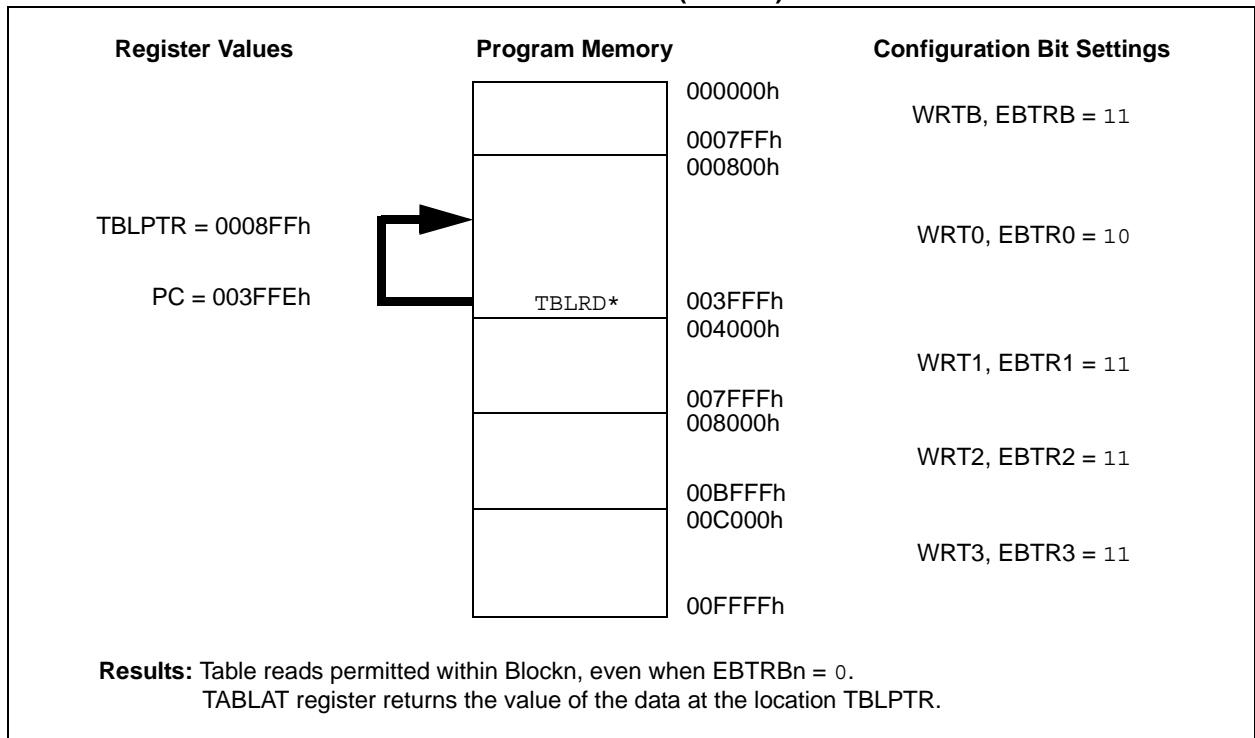 Register Values Program Memory Configuration Bit Settings
000000h
WRTB, EBTRB = 11
0007FFh
000800h
TBLPTR = 0008FFh
WRT0, EBTR0 = 10
PC = 003FFEh TBLRD* 003FFFh
004000h
WRT1, EBTR1 = 11
007FFFh
008000h
WRT2, EBTR2 = 11
00BFFFh
00C000h
WRT3, EBTR3 = 11
00FFFFh
Results: Table reads permitted within Blockn, even when EBTRBn = 0.
TABLAT register returns the value of the data at the location TBLPTR.